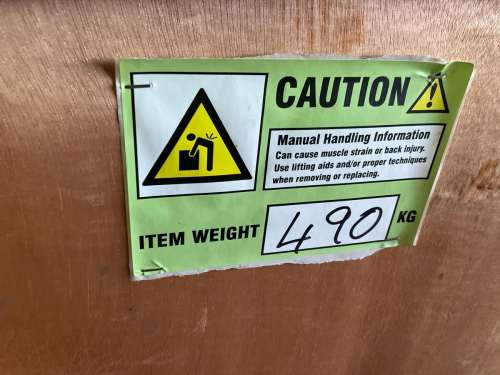 CAUTION
Manual Handling Information
Can cause muscle strain or back injury.
Use lifting aids and/or proper techniques
when removing or replacing.
ITEM WEIGHT 490 KG